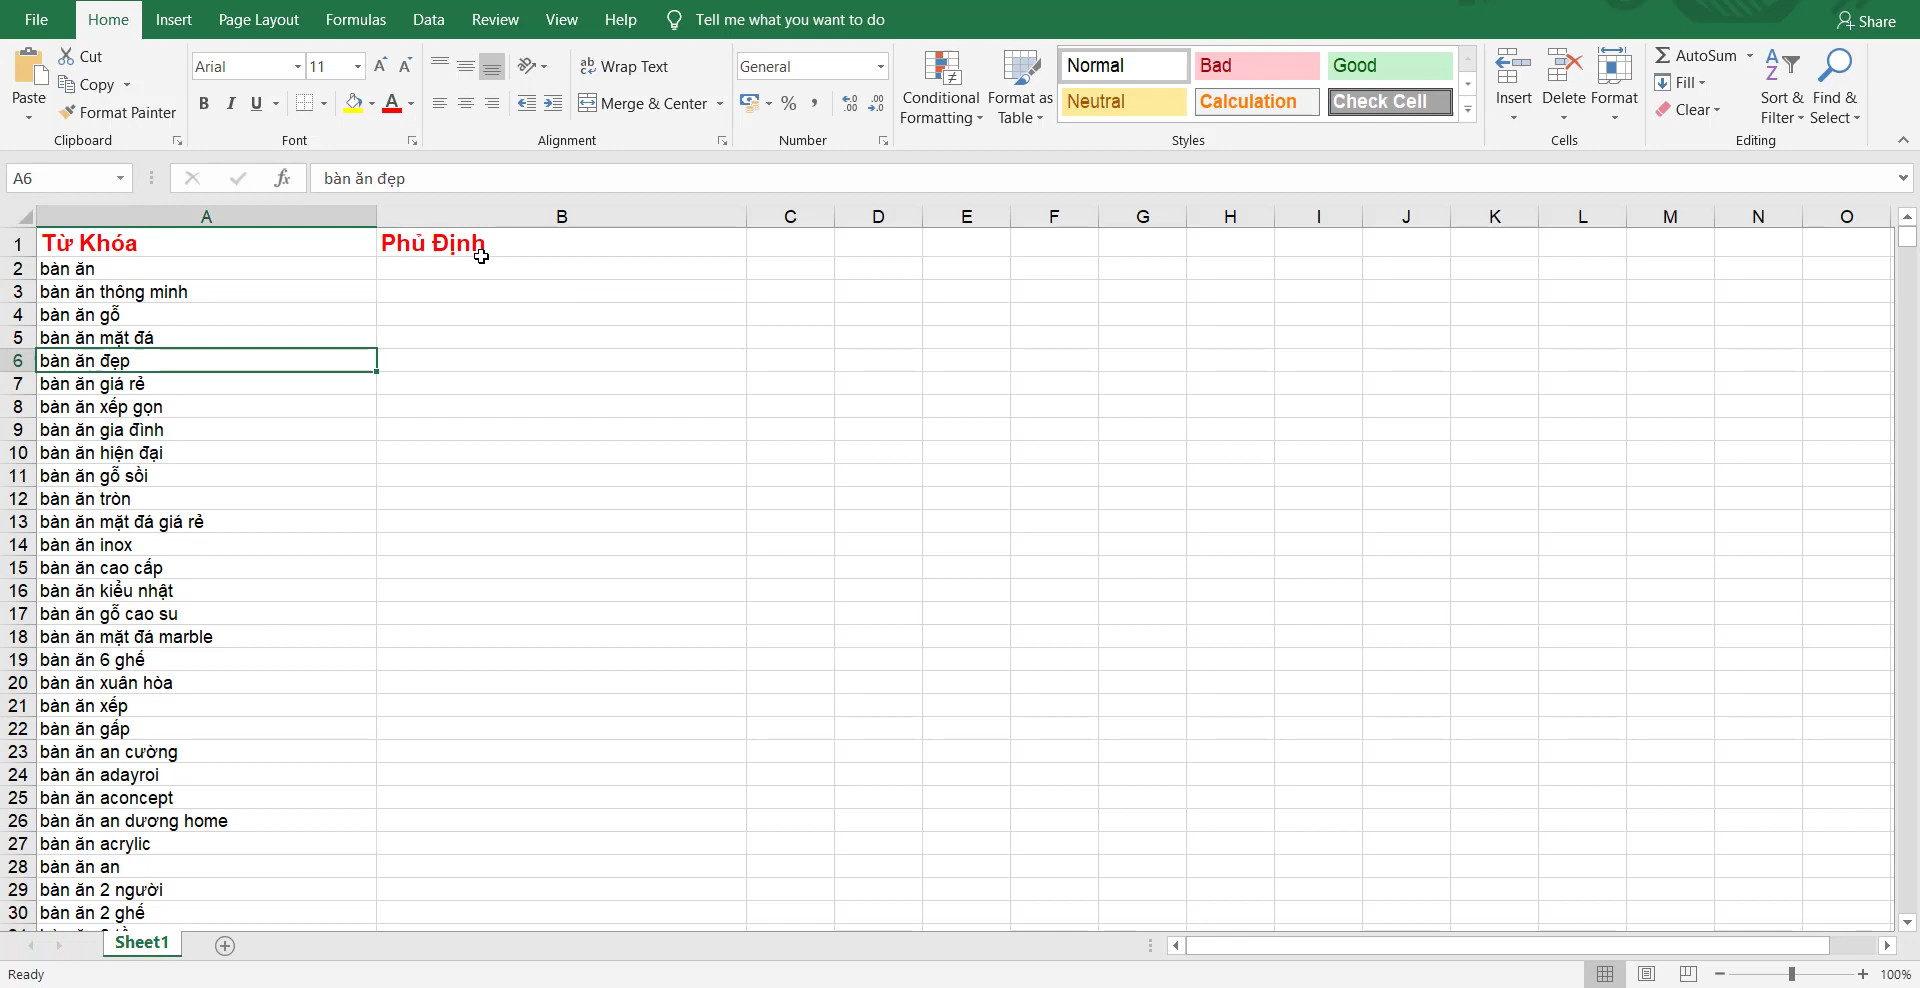 File Home Insert Page Layout Formulas Data Review View Help Tell me what you want to do Share
Paste Cut Copy Format Painter Clipboard
Arial 11 B I U A Font
Wrap Text Merge & Center Alignment
General % , Number
Conditional Formatting Format as Table
Normal Bad Good
Neutral Calculation Check Cell
Styles
Insert Delete Format Cells
AutoSum Fill Clear Sort & Filter Find & Select Editing
A6 fx bàn ăn đẹp
A B C D E F G H I J K L M N O
1 Từ Khóa Phủ Định
2 bàn ăn
3 bàn ăn thông minh
4 bàn ăn gỗ
5 bàn ăn mặt đá
6 bàn ăn đẹp
7 bàn ăn giá rẻ
8 bàn ăn xếp gọn
9 bàn ăn gia đình
10 bàn ăn hiện đại
11 bàn ăn gỗ sồi
12 bàn ăn tròn
13 bàn ăn mặt đá giá rẻ
14 bàn ăn inox
15 bàn ăn cao cấp
16 bàn ăn kiểu nhật
17 bàn ăn gỗ cao su
18 bàn ăn mặt đá marble
19 bàn ăn 6 ghế
20 bàn ăn xuân hòa
21 bàn ăn xếp
22 bàn ăn gấp
23 bàn ăn an cường
24 bàn ăn adayroi
25 bàn ăn aconcept
26 bàn ăn an dương home
27 bàn ăn acrylic
28 bàn ăn an
29 bàn ăn 2 người
30 bàn ăn 2 ghế
Sheet1
Ready 100%